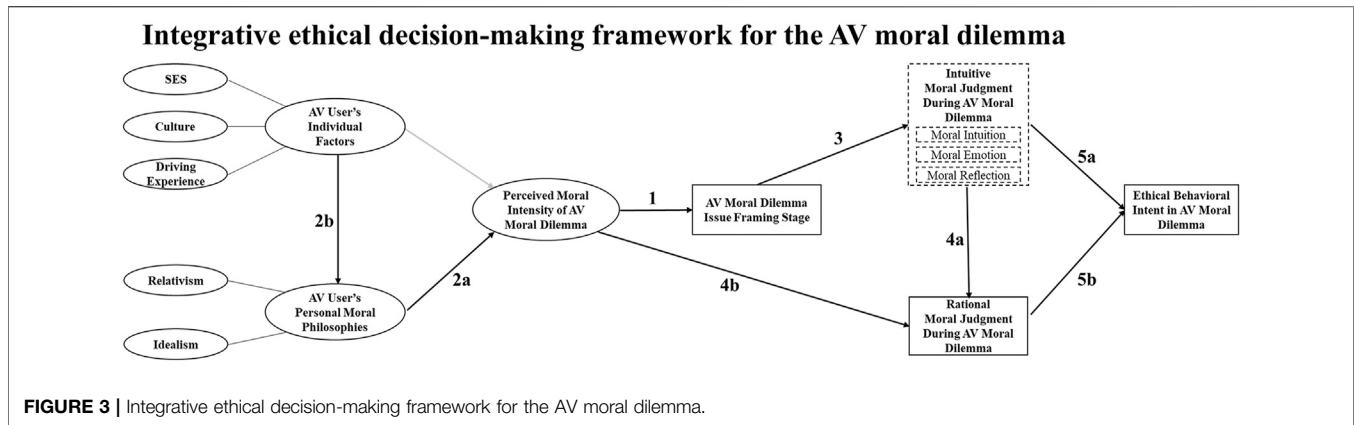 Integrative ethical decision-making framework for the AV moral dilemma
SES
Culture
Driving
Experience
AV User's
Individual
Factors
2b
Relativism
Idealism
AV User's
Personal Moral
Philosophies
2a
Perceived Moral
Intensity of AV
Moral Dilemma
1
AV Moral Dilemma
Issue Framing Stage
3
4b
Intuitive
Moral Judgment
During AV Moral
Dilemma
Moral Intuition
Moral Emotion
Moral Reflection
4a
Rational
Moral Judgment
During AV Moral
Dilemma
5a
5b
Ethical Behavioral
Intent in AV Moral
Dilemma
FIGURE 3 | Integrative ethical decision-making framework for the AV moral dilemma.